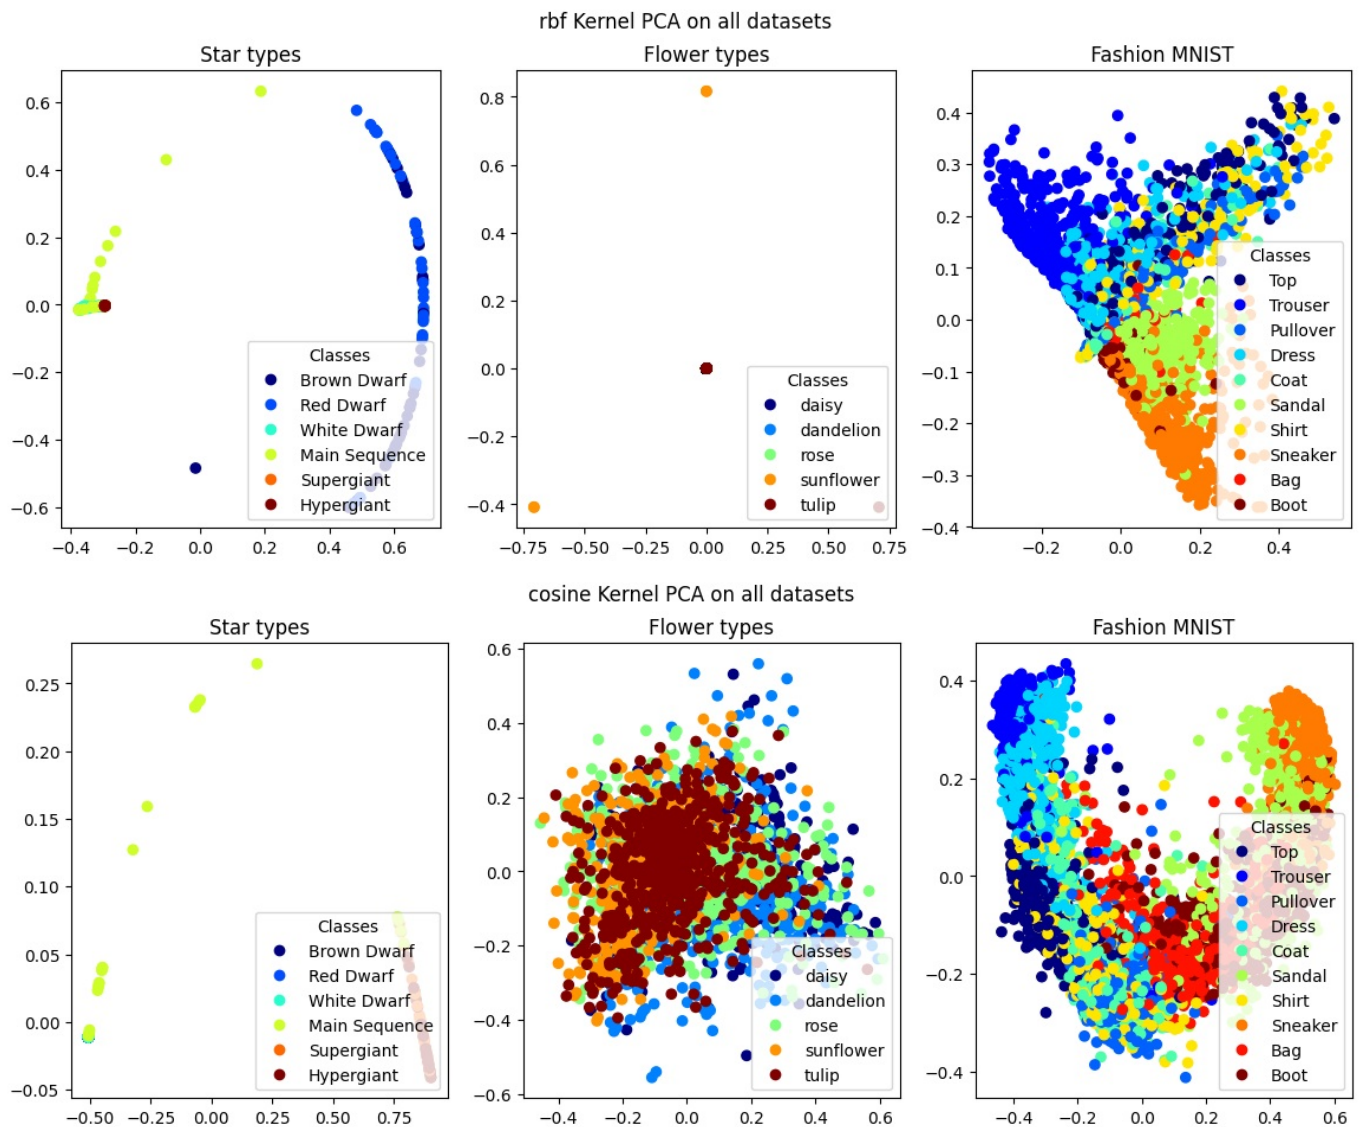 rbf Kernel PCA on all datasets
Star types
0.6
0.4
0.2
0.0
−0.2
−0.4
−0.6
−0.4
−0.2
0.0
0.2
0.4
0.6
Classes
Brown Dwarf
Red Dwarf
White Dwarf
Main Sequence
Supergiant
Hypergiant
Flower types
0.8
0.6
0.4
0.2
0.0
−0.2
−0.4
−0.75
−0.50
−0.25
0.00
0.25
0.50
0.75
Classes
daisy
dandelion
rose
sunflower
tulip
Fashion MNIST
0.4
0.3
0.2
0.1
0.0
−0.1
−0.2
−0.3
−0.4
−0.2
0.0
0.2
0.4
Classes
Top
Trouser
Pullover
Dress
Coat
Sandal
Shirt
Sneaker
Bag
Boot
cosine Kernel PCA on all datasets
Star types
0.25
0.20
0.15
0.10
0.05
0.00
−0.05
−0.50
−0.25
0.00
0.25
0.50
0.75
Classes
Brown Dwarf
Red Dwarf
White Dwarf
Main Sequence
Supergiant
Hypergiant
Flower types
0.6
0.4
0.2
0.0
−0.2
−0.4
−0.6
−0.4
−0.2
0.0
0.2
0.4
0.6
Classes
daisy
dandelion
rose
sunflower
tulip
Fashion MNIST
0.4
0.2
0.0
−0.2
−0.4
−0.4
−0.2
0.0
0.2
0.4
0.6
Classes
Top
Trouser
Pullover
Dress
Coat
Sandal
Shirt
Sneaker
Bag
Boot